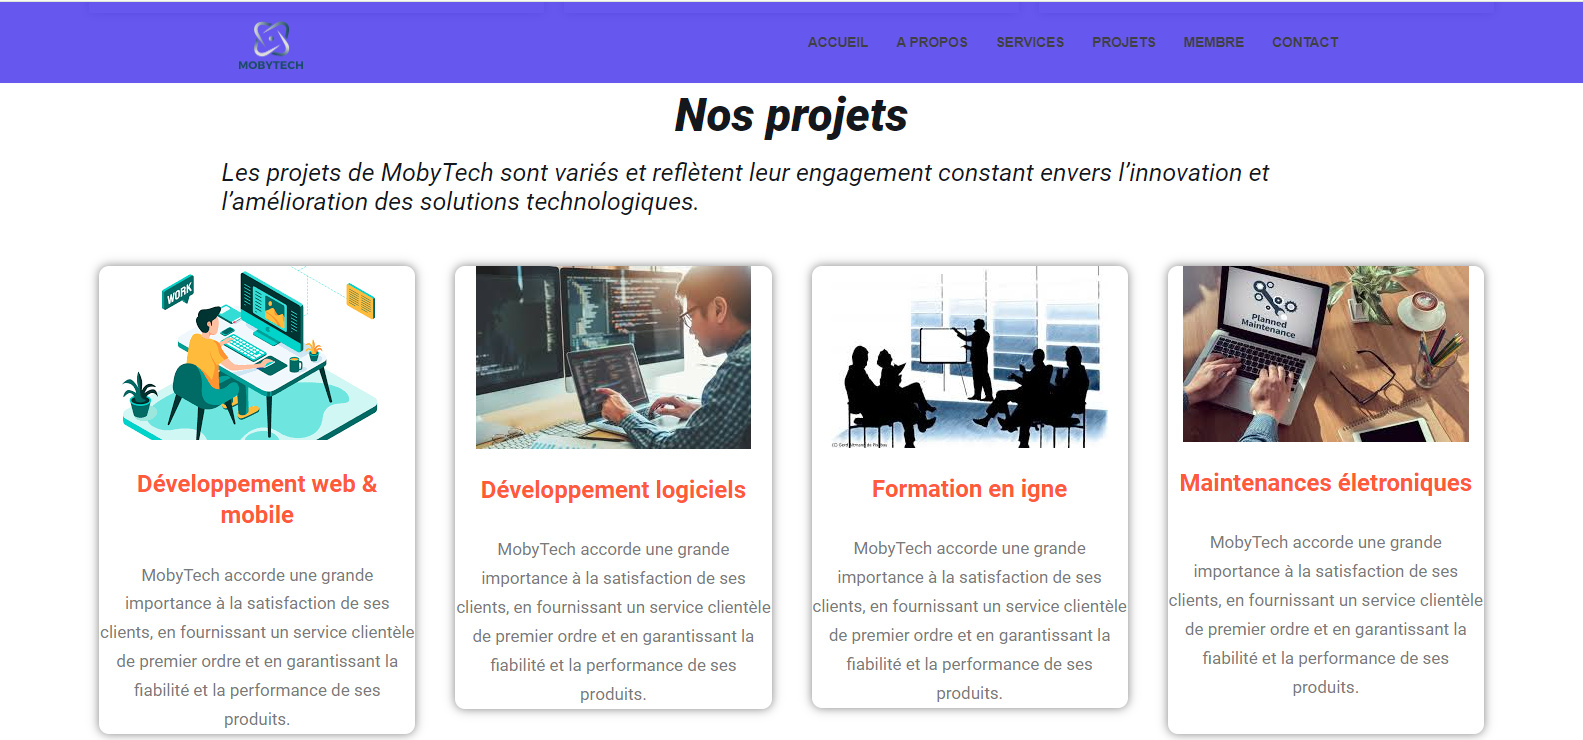 MOBYTECH
ACCUEIL A PROPOS SERVICES PROJETS MEMBRE CONTACT
Nos projets
Les projets de MobyTech sont variés et reflètent leur engagement constant envers l’innovation et
l’amélioration des solutions technologiques.
WORK
Planned
Maintenance
Développement web &
mobile
MobyTech accorde une grande
importance à la satisfaction de ses
clients, en fournissant un service clientèle
de premier ordre et en garantissant la
fiabilité et la performance de ses
produits.
Développement logiciels
MobyTech accorde une grande
importance à la satisfaction de ses
clients, en fournissant un service clientèle
de premier ordre et en garantissant la
fiabilité et la performance de ses
produits.
Formation en igne
MobyTech accorde une grande
importance à la satisfaction de ses
clients, en fournissant un service clientèle
de premier ordre et en garantissant la
fiabilité et la performance de ses
produits.
Maintenances életroniques
MobyTech accorde une grande
importance à la satisfaction de ses
clients, en fournissant un service clientèle
de premier ordre et en garantissant la
fiabilité et la performance de ses
produits.